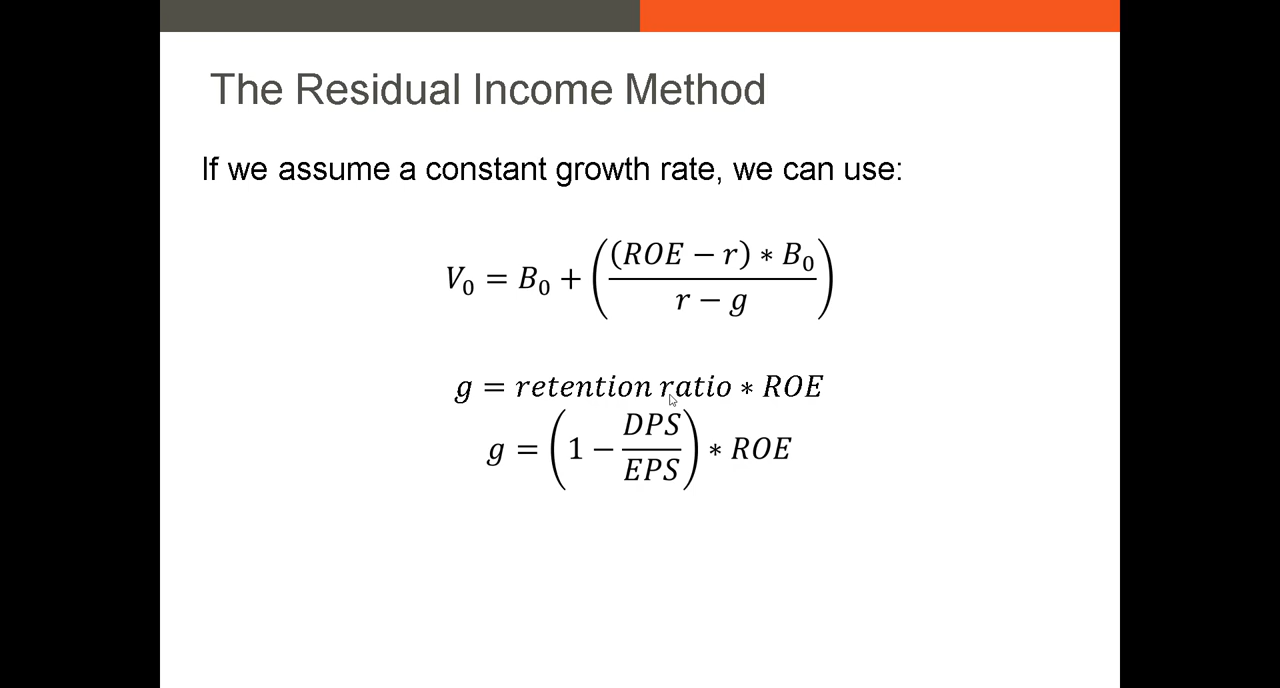 The Residual Income Method
If we assume a constant growth rate, we can use:
V₀ = B₀ + ( (ROE − r) * B₀ / r − g )
g = retention ratio * ROE
g = ( 1 − DPS / EPS ) * ROE